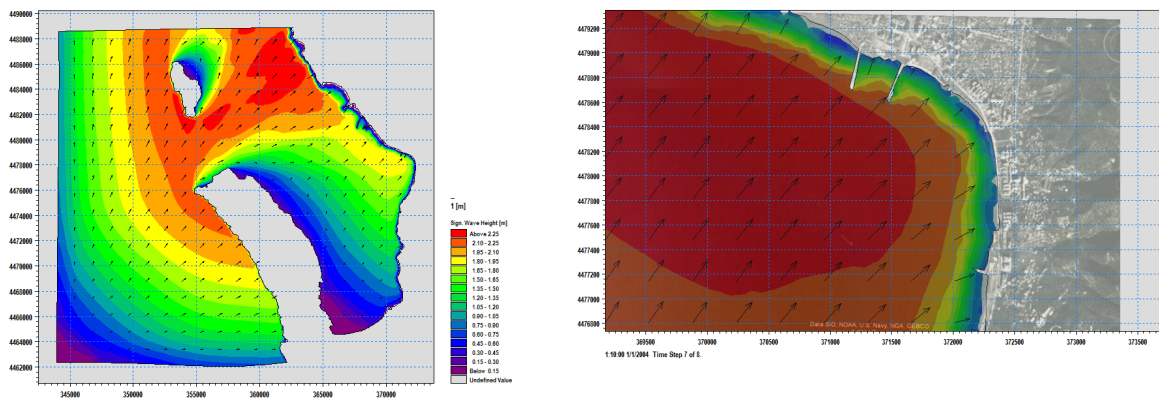 4490000
4488000
4486000
4484000
4482000
4480000
4478000
4476000
4474000
4472000
4470000
4468000
4466000
4464000
4462000
345000 350000 355000 360000 365000 370000
1 [m]
Sign. Wave Height [m]
Above 2.25
2.10 - 2.25
1.95 - 2.10
1.80 - 1.95
1.65 - 1.80
1.50 - 1.65
1.35 - 1.50
1.20 - 1.35
1.05 - 1.20
0.90 - 1.05
0.75 - 0.90
0.60 - 0.75
0.45 - 0.60
0.30 - 0.45
0.15 - 0.30
Below 0.15
Undefined Value
4479200
4479000
4478800
4478600
4478400
4478200
4478000
4477800
4477600
4477400
4477200
4477000
4476800
Data SIO, NOAA, U.S. Navy, NGA, GEBCO
369500 370000 370500 371000 371500 372000 372500 373000 373500
1:10:00 1/1/2004 Time Step 7 of 8.